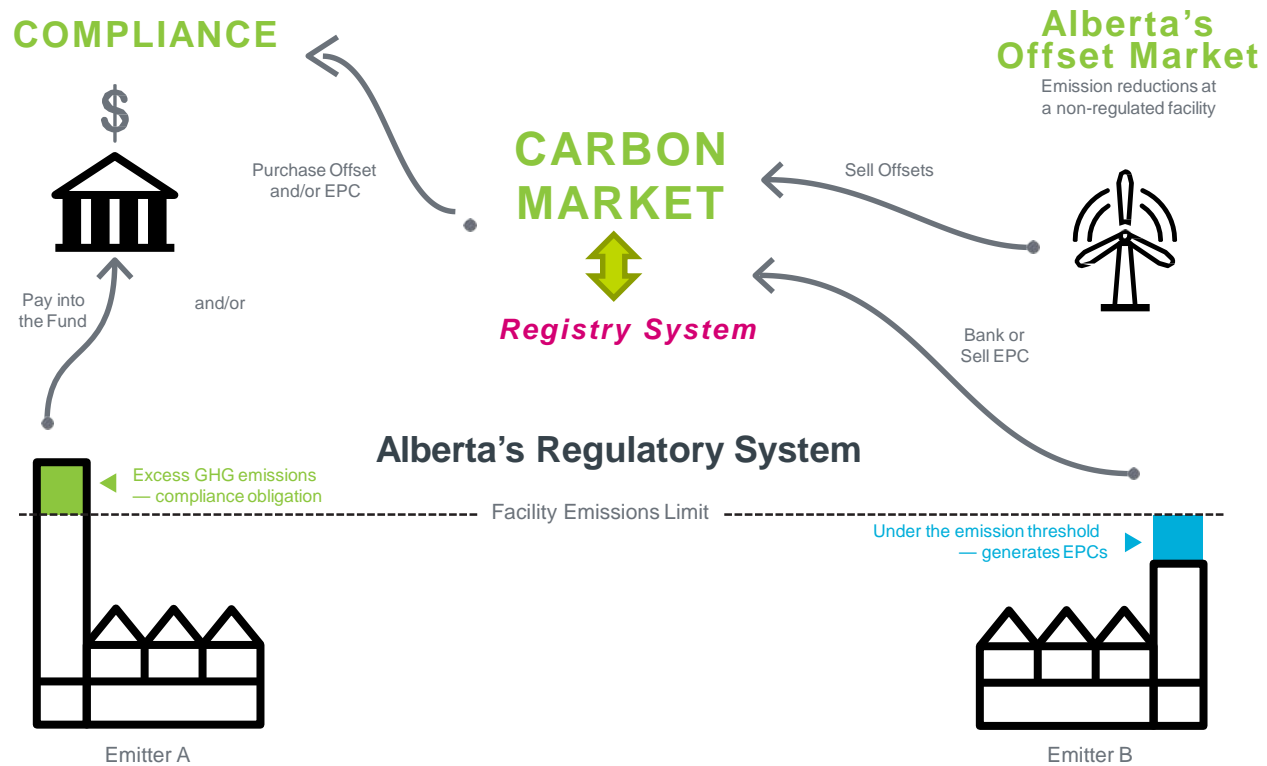 COMPLIANCE
$
Alberta's
Offset Market
Emission reductions at
a non-regulated facility
CARBON
MARKET
Purchase Offset
and/or EPC
Sell Offsets
Pay into
the Fund
and/or
Registry System
Bank or
Sell EPC
Alberta's Regulatory System
Excess GHG emissions
— compliance obligation
Facility Emissions Limit
Under the emission threshold
— generates EPCs
Emitter A
Emitter B